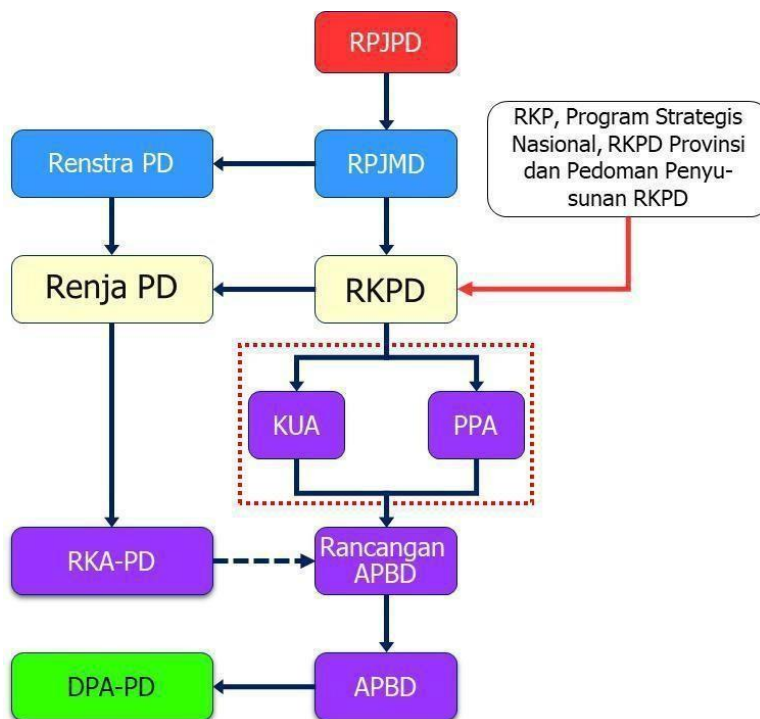 RPJPD
RKP, Program Strategis
Nasional, RKPD Provinsi
dan Pedoman Penyu-
sunan RKPD
Renstra PD
RPJMD
Renja PD
RKPD
KUA
PPA
RKA-PD
Rancangan
APBD
DPA-PD
APBD